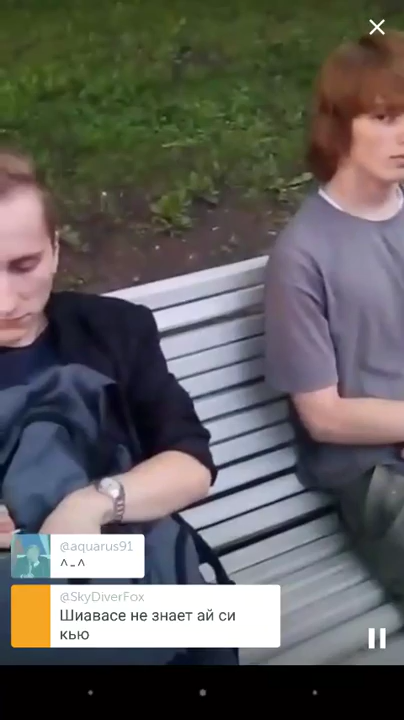 @aquarus91
^-^
@SkyDiverFox
Шиавасе не знает ай си
кью